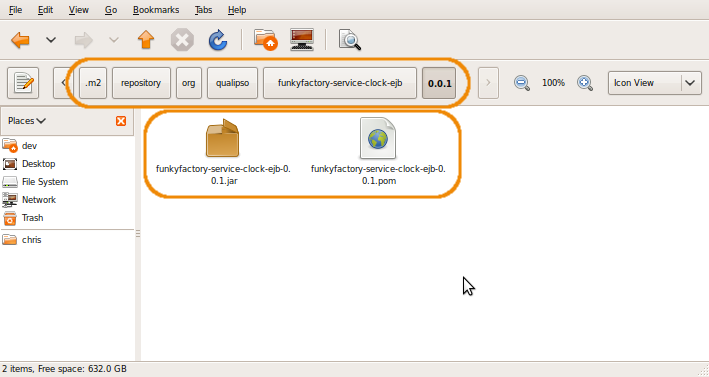 File Edit View Go Bookmarks Tabs Help
.m2 repository org qualipso funkyfactory-service-clock-ejb 0.0.1 100% Icon View
Places
dev
Desktop
File System
Network
Trash
chris
funkyfactory-service-clock-ejb-0.
0.1.jar
funkyfactory-service-clock-ejb-0.
0.1.pom
2 items, Free space: 632.0 GB